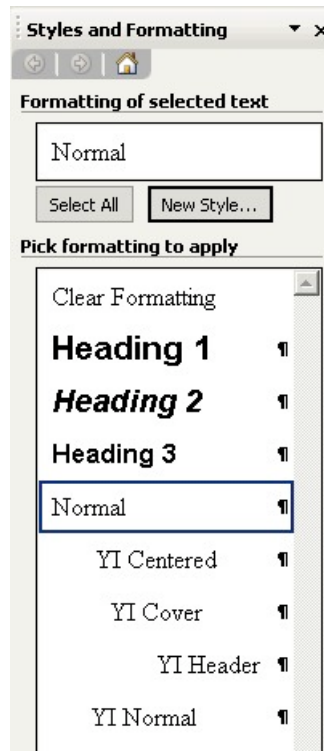 Styles and Formatting
Formatting of selected text
Normal
Select All New Style...
Pick formatting to apply
Clear Formatting
Heading 1 ¶
Heading 2 ¶
Heading 3 ¶
Normal ¶
YI Centered ¶
YI Cover ¶
YI Header ¶
YI Normal ¶